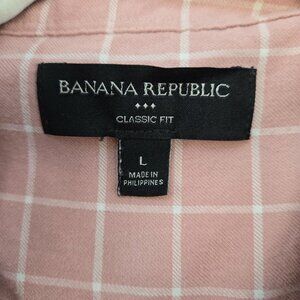 BANANA REPUBLIC
CLASSIC FIT
L
MADE IN
PHILIPPINES